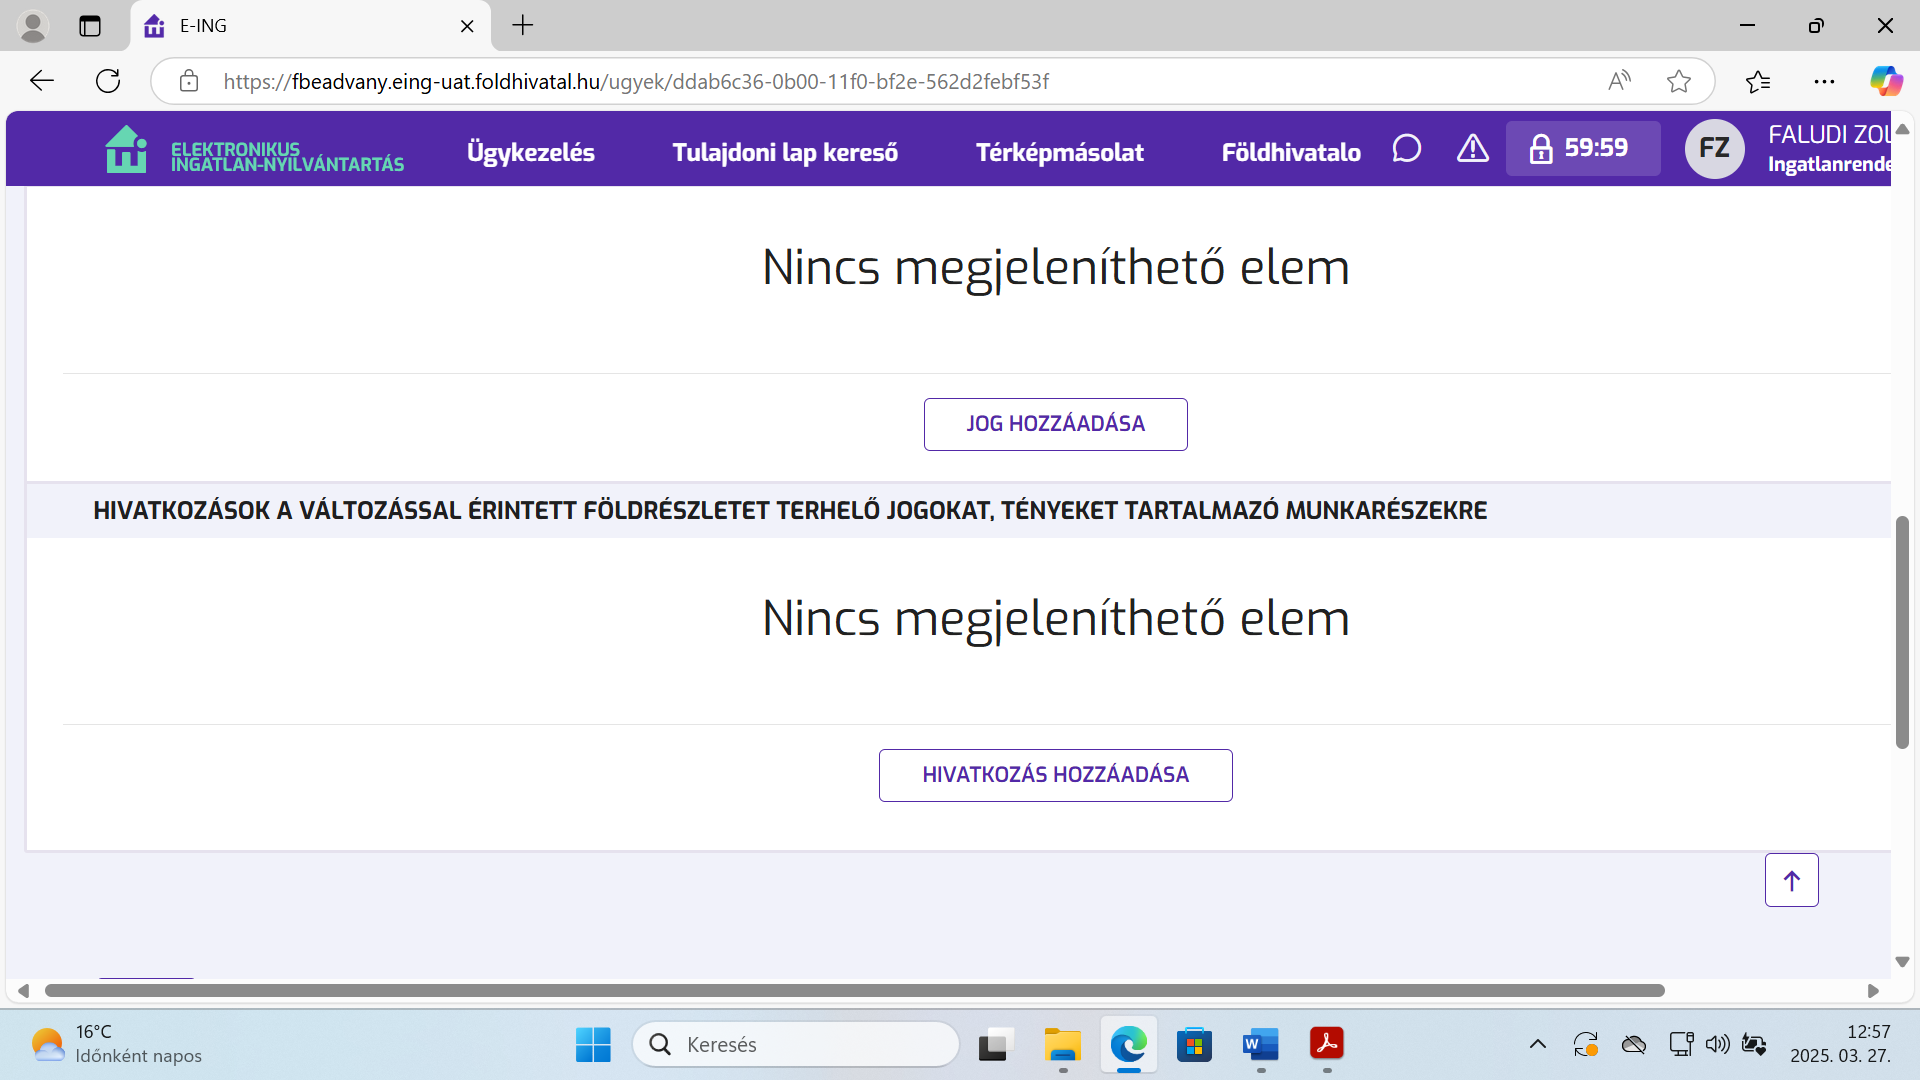 E-ING
https://fbeadvany.eing-uat.foldhivatal.hu/ugyek/ddab6c36-0b00-11f0-bf2e-562d2febf53f
ELEKTRONIKUS
INGATLAN-NYILVÁNTARTÁS
Ügykezelés
Tulajdoni lap kereső
Térképmásolat
Földhivatalo
59:59
FZ
FALUDI ZOL
Ingatlanrende
Nincs megjeleníthető elem
JOG HOZZÁADÁSA
HIVATKOZÁSOK A VÁLTOZÁSSAL ÉRINTETT FÖLDRÉSZLETET TERHELŐ JOGOKAT, TÉNYEKET TARTALMAZÓ MUNKARÉSZEKRE
Nincs megjeleníthető elem
HIVATKOZÁS HOZZÁADÁSA
16°C
Időnként napos
Keresés
12:57
2025. 03. 27.